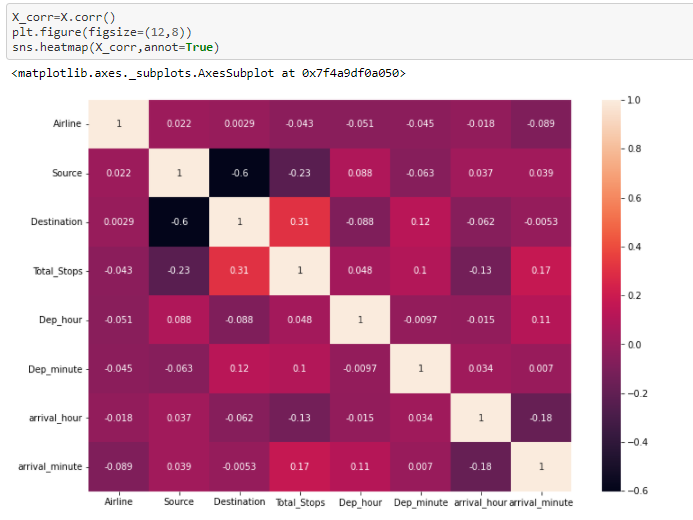 X_corr=X.corr()
plt.figure(figsize=(12,8))
sns.heatmap(X_corr,annot=True)
<matplotlib.axes._subplots.AxesSubplot at 0x7f4a9df0a050>
Airline 1 0.022 0.0029 -0.043 -0.051 -0.045 -0.018 -0.089
Source 0.022 1 -0.6 -0.23 0.088 -0.063 0.037 0.039
Destination 0.0029 -0.6 1 0.31 -0.088 0.12 -0.062 -0.0053
Total_Stops -0.043 -0.23 0.31 1 0.048 0.1 -0.13 0.17
Dep_hour -0.051 0.088 -0.088 0.048 1 -0.0097 -0.015 0.11
Dep_minute -0.045 -0.063 0.12 0.1 -0.0097 1 0.034 0.007
arrival_hour -0.018 0.037 -0.062 -0.13 -0.015 0.034 1 -0.18
arrival_minute -0.089 0.039 -0.0053 0.17 0.11 0.007 -0.18 1
Airline Source Destination Total_Stops Dep_hour Dep_minute arrival_hour arrival_minute
1.0
0.8
0.6
0.4
0.2
0.0
-0.2
-0.4
-0.6